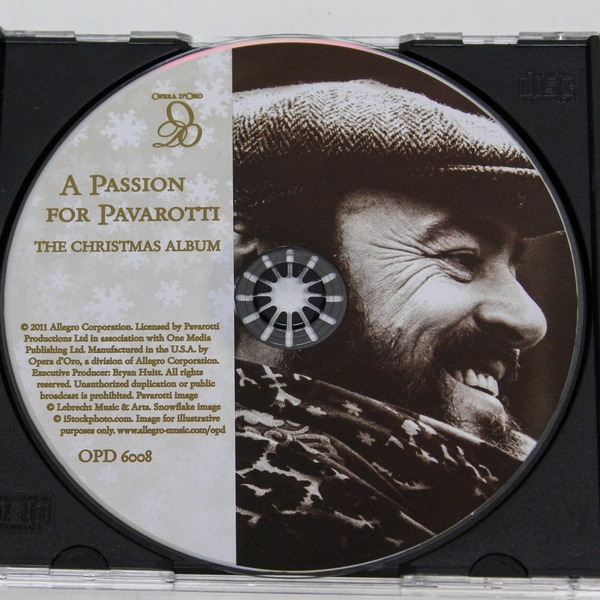 OPERA D'ORO
A PASSION
FOR PAVAROTTI
THE CHRISTMAS ALBUM
© 2011 Allegro Corporation. Licensed by Pavarotti
Productions Ltd in association with One Media
Publishing Ltd. Manufactured in the U.S.A. by
Opera d'Oro, a division of Allegro Corporation.
Executive Producer: Bryan Huitt. All rights
reserved. Unauthorized duplication or public
broadcast is prohibited. Pavarotti image
© Lebrecht Music & Arts. Snowflake image
© iStockphoto.com. Image for illustrative
purposes only. www.allegro-music.com/opd
OPD 6008